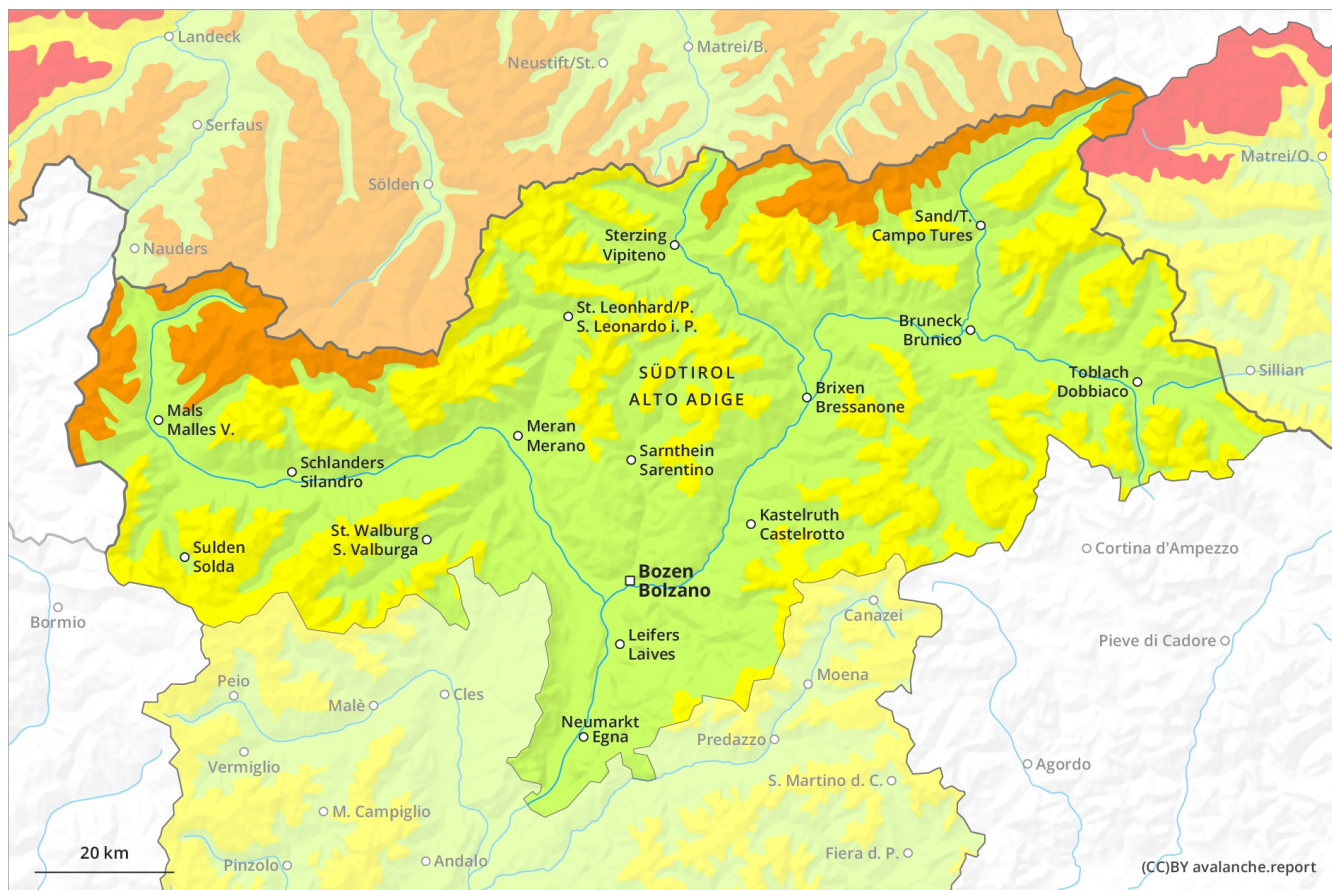 Landeck
Matrei/B.
Neustift/St.
Serfaus
Matrei/O.
Sölden
Sand/T.
Campo Tures
Sterzing
Vipiteno
Nauders
St. Leonhard/P.
S. Leonardo i. P.
Bruneck
Brunico
SÜDTIROL
ALTO ADIGE
Toblach
Dobbiaco
Sillian
Brixen
Bressanone
Mals
Malles V.
Meran
Merano
Sarnthein
Sarentino
Schlanders
Silandro
Kastelruth
Castelrotto
St. Walburg
S. Valburga
Sulden
Solda
Cortina d'Ampezzo
Bozen
Bolzano
Bormio
Canazei
Leifers
Laives
Pieve di Cadore
Peio
Moena
Cles
Malè
Neumarkt
Egna
Predazzo
Vermiglio
Agordo
S. Martino d. C.
M. Campiglio
20 km
Andalo
Fiera d. P.
Pinzolo
(CC)BY avalanche.report